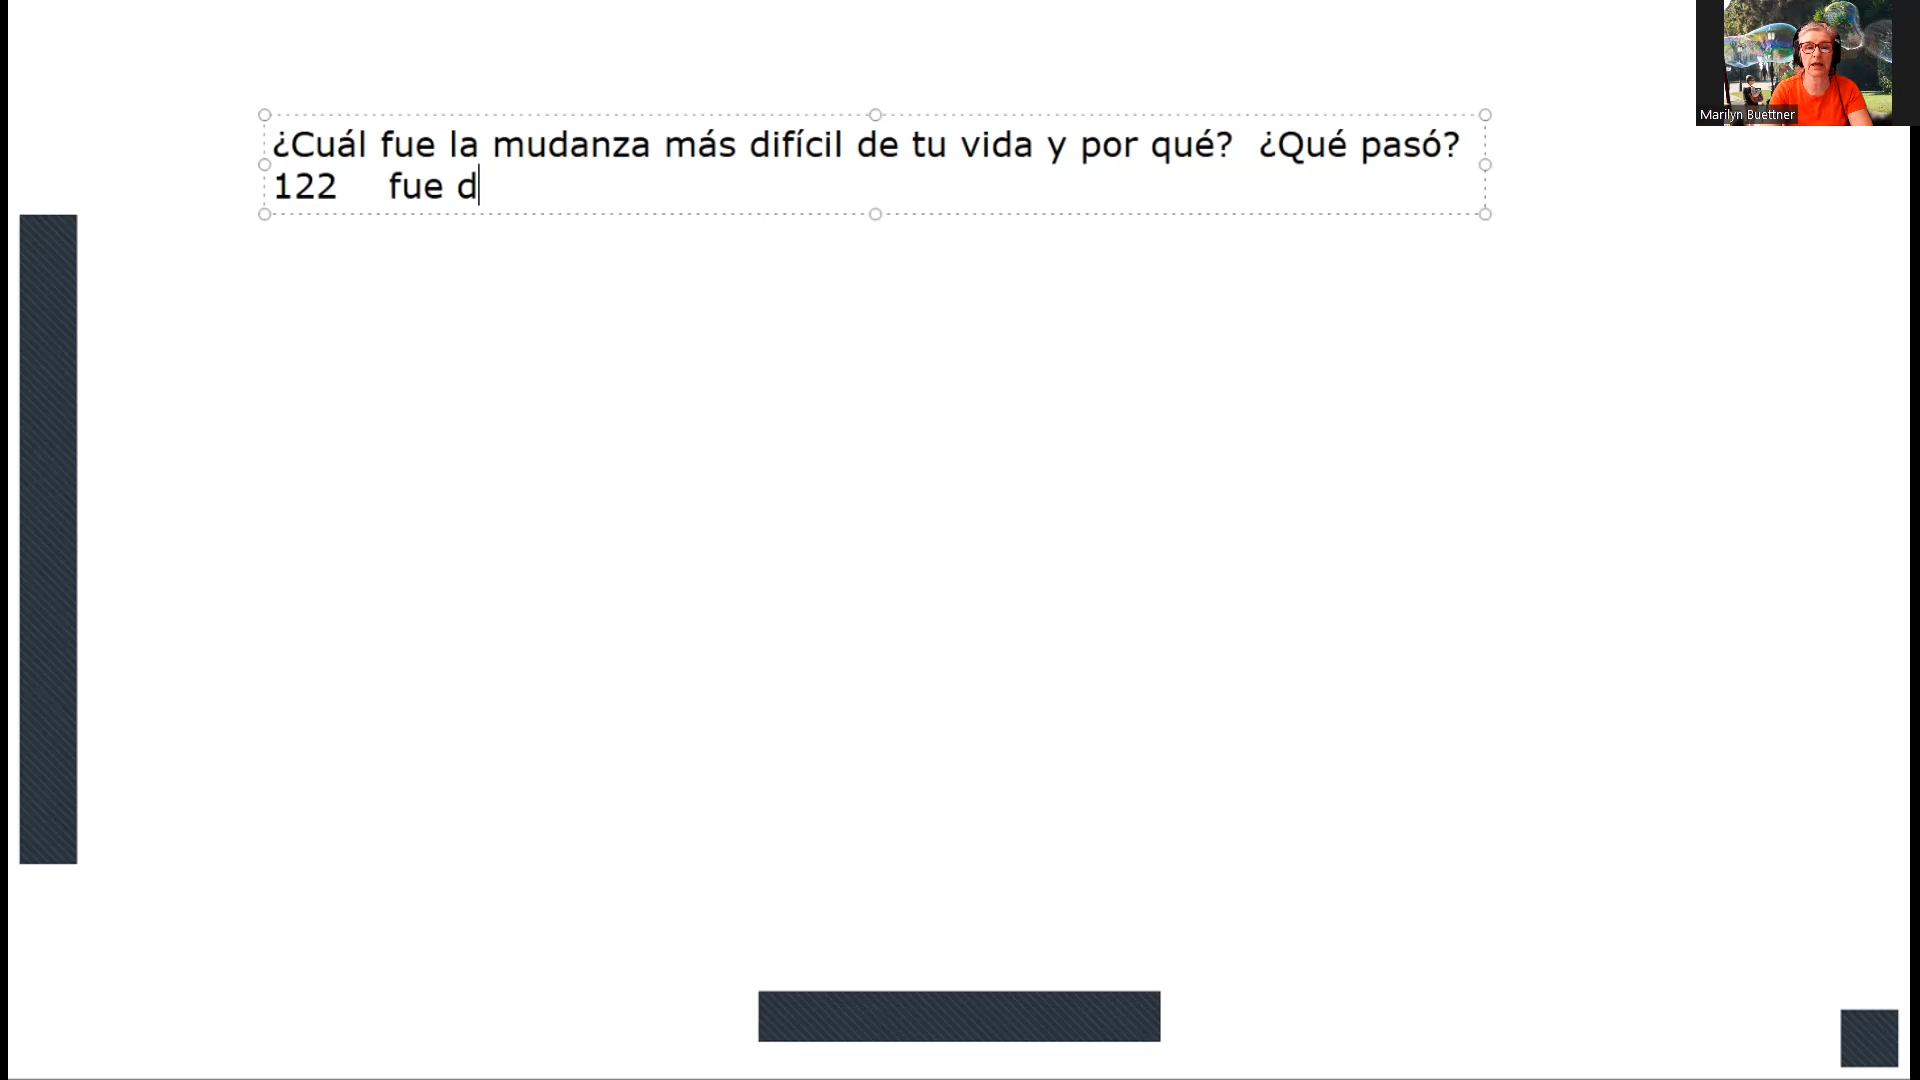 ¿Cuál fue la mudanza más difícil de tu vida y por qué?  ¿Qué pasó?
122     fue d
Marilyn Buettner